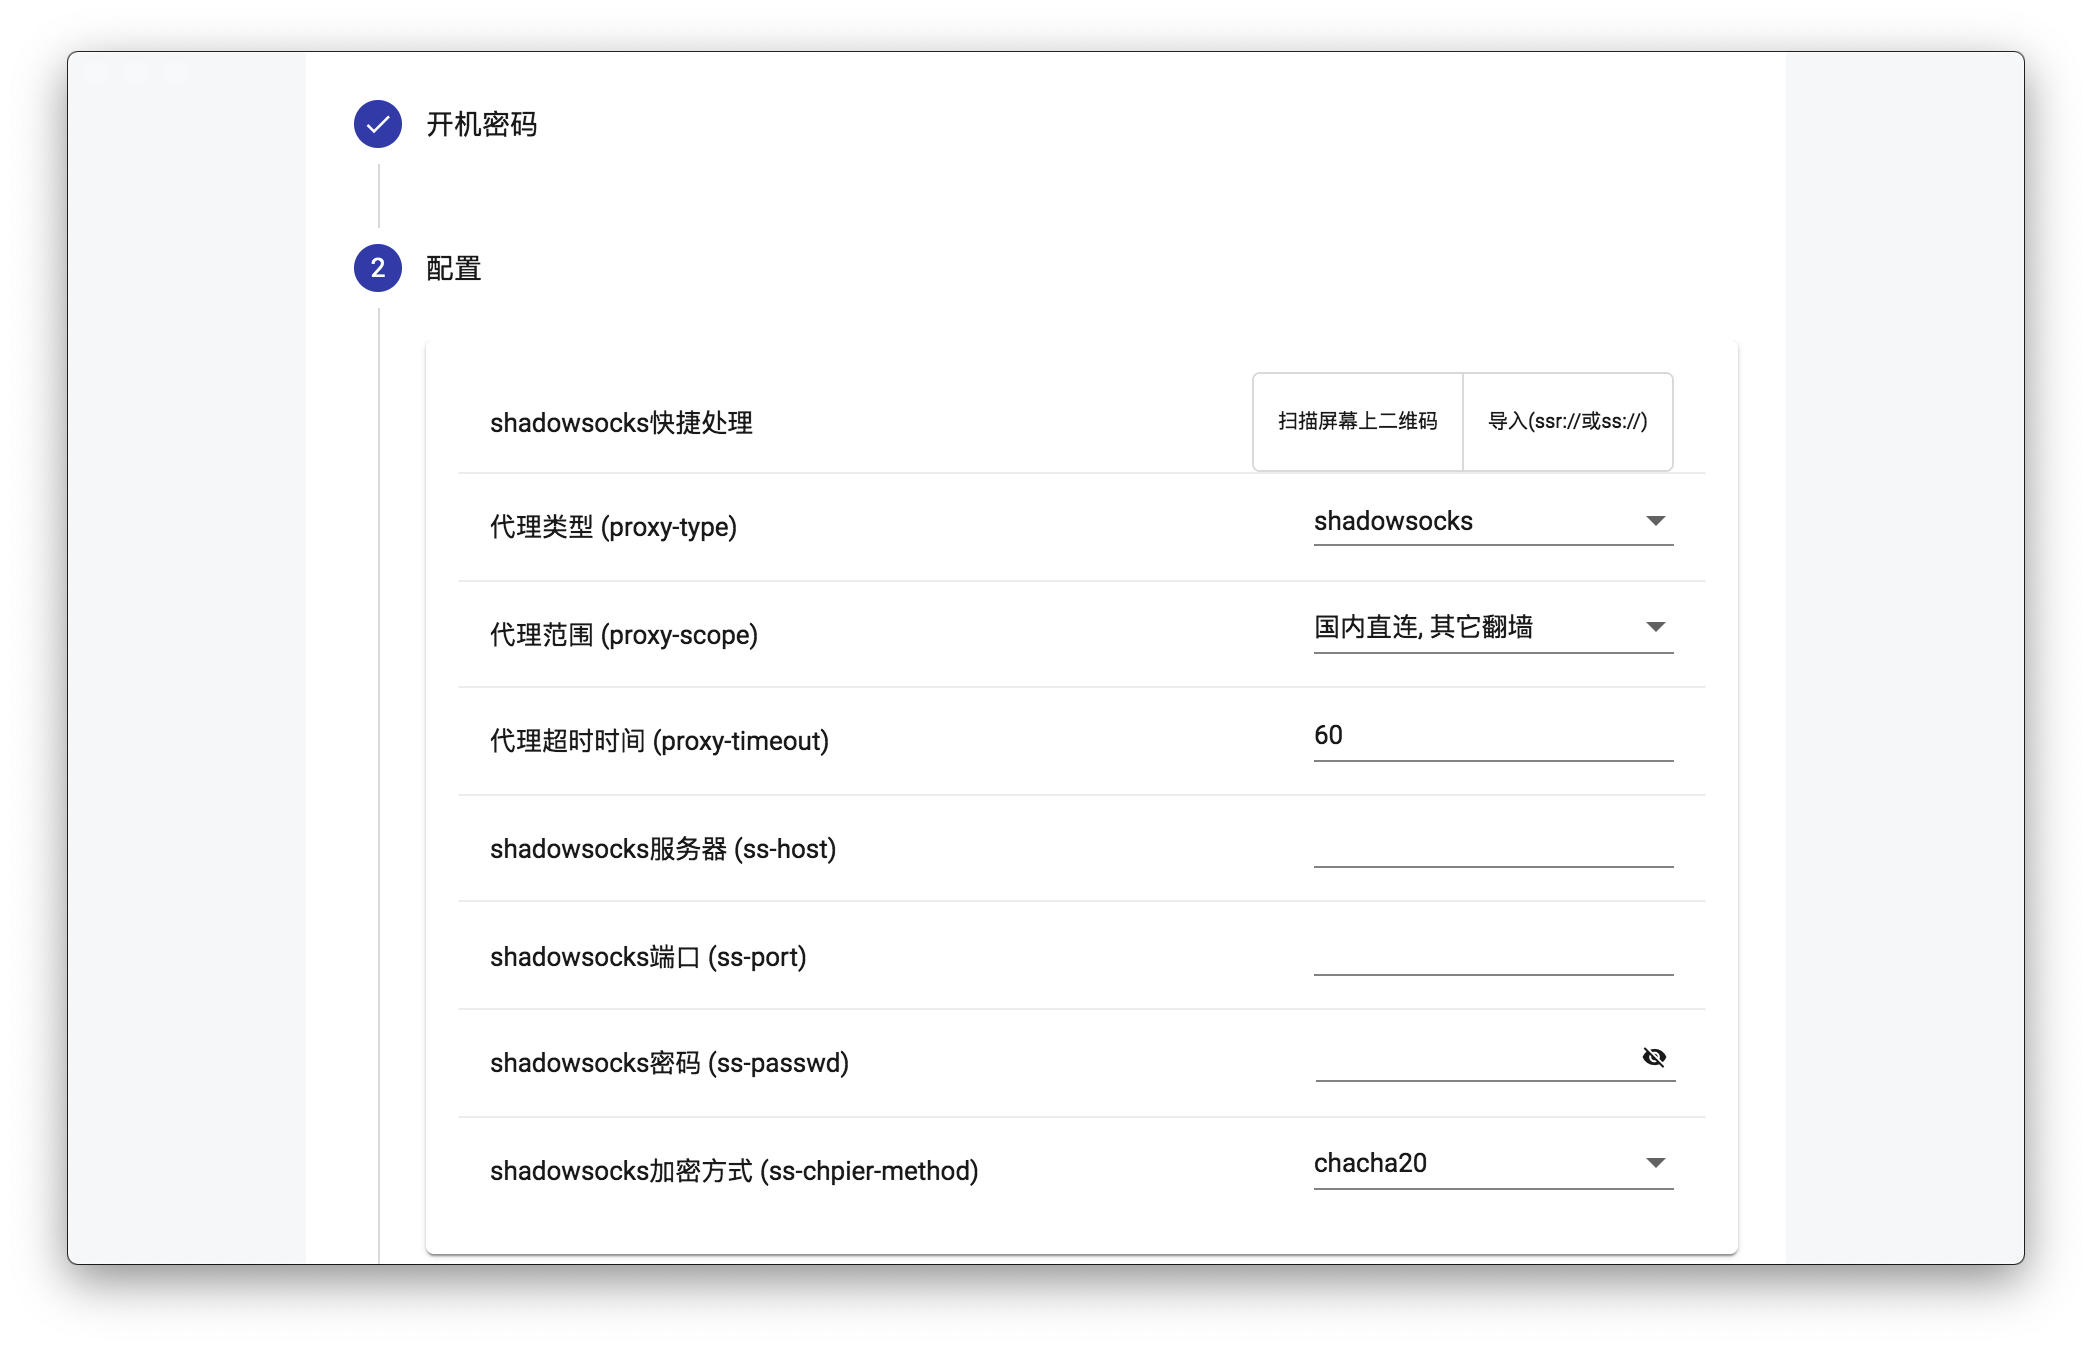 开机密码
2 配置
shadowsocks快捷处理 扫描屏幕上二维码 导入(ssr://或ss://)
代理类型 (proxy-type) shadowsocks
代理范围 (proxy-scope) 国内直连, 其它翻墙
代理超时时间 (proxy-timeout) 60
shadowsocks服务器 (ss-host)
shadowsocks端口 (ss-port)
shadowsocks密码 (ss-passwd)
shadowsocks加密方式 (ss-chpier-method) chacha20